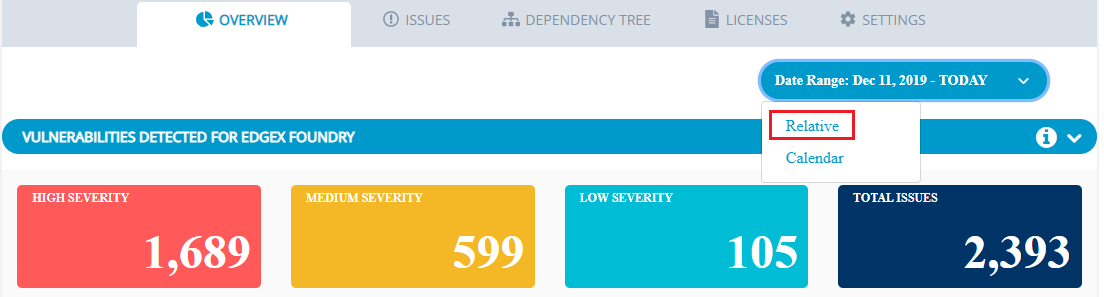 OVERVIEW ISSUES DEPENDENCY TREE LICENSES SETTINGS
Date Range: Dec 11, 2019 - TODAY
Relative
Calendar
VULNERABILITIES DETECTED FOR EDGEX FOUNDRY
HIGH SEVERITY
1,689
MEDIUM SEVERITY
599
LOW SEVERITY
105
TOTAL ISSUES
2,393